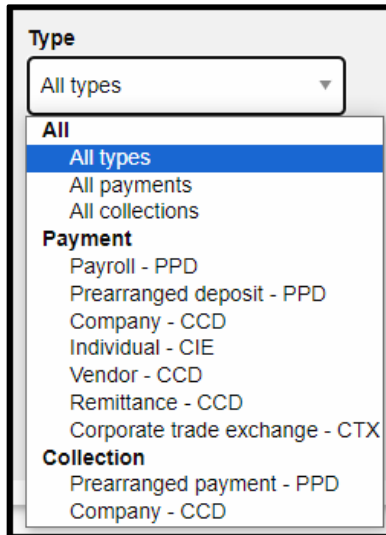 Type
All types
All
All types
All payments
All collections
Payment
Payroll - PPD
Prearranged deposit - PPD
Company - CCD
Individual - CIE
Vendor - CCD
Remittance - CCD
Corporate trade exchange - CTX
Collection
Prearranged payment - PPD
Company - CCD